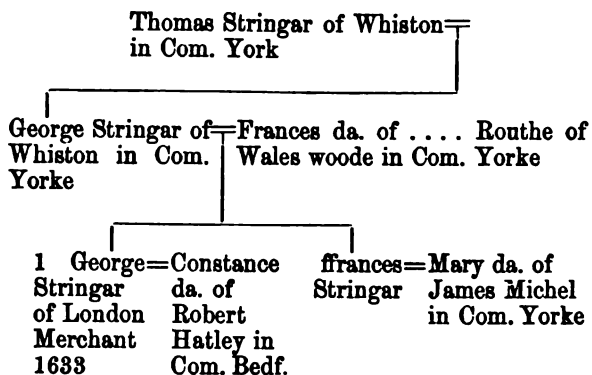 Thomas Stringar of Whiston=
in Com. York
George Stringar of=Frances da. of .... Routhe of
Whiston in Com. Wales woode in Com. Yorke
Yorke
1 George=Constance
Stringar da. of
of London Robert
Merchant Hatley in
1633 Com. Bedf.
ffrances=Mary da. of
Stringar James Michel
in Com. Yorke